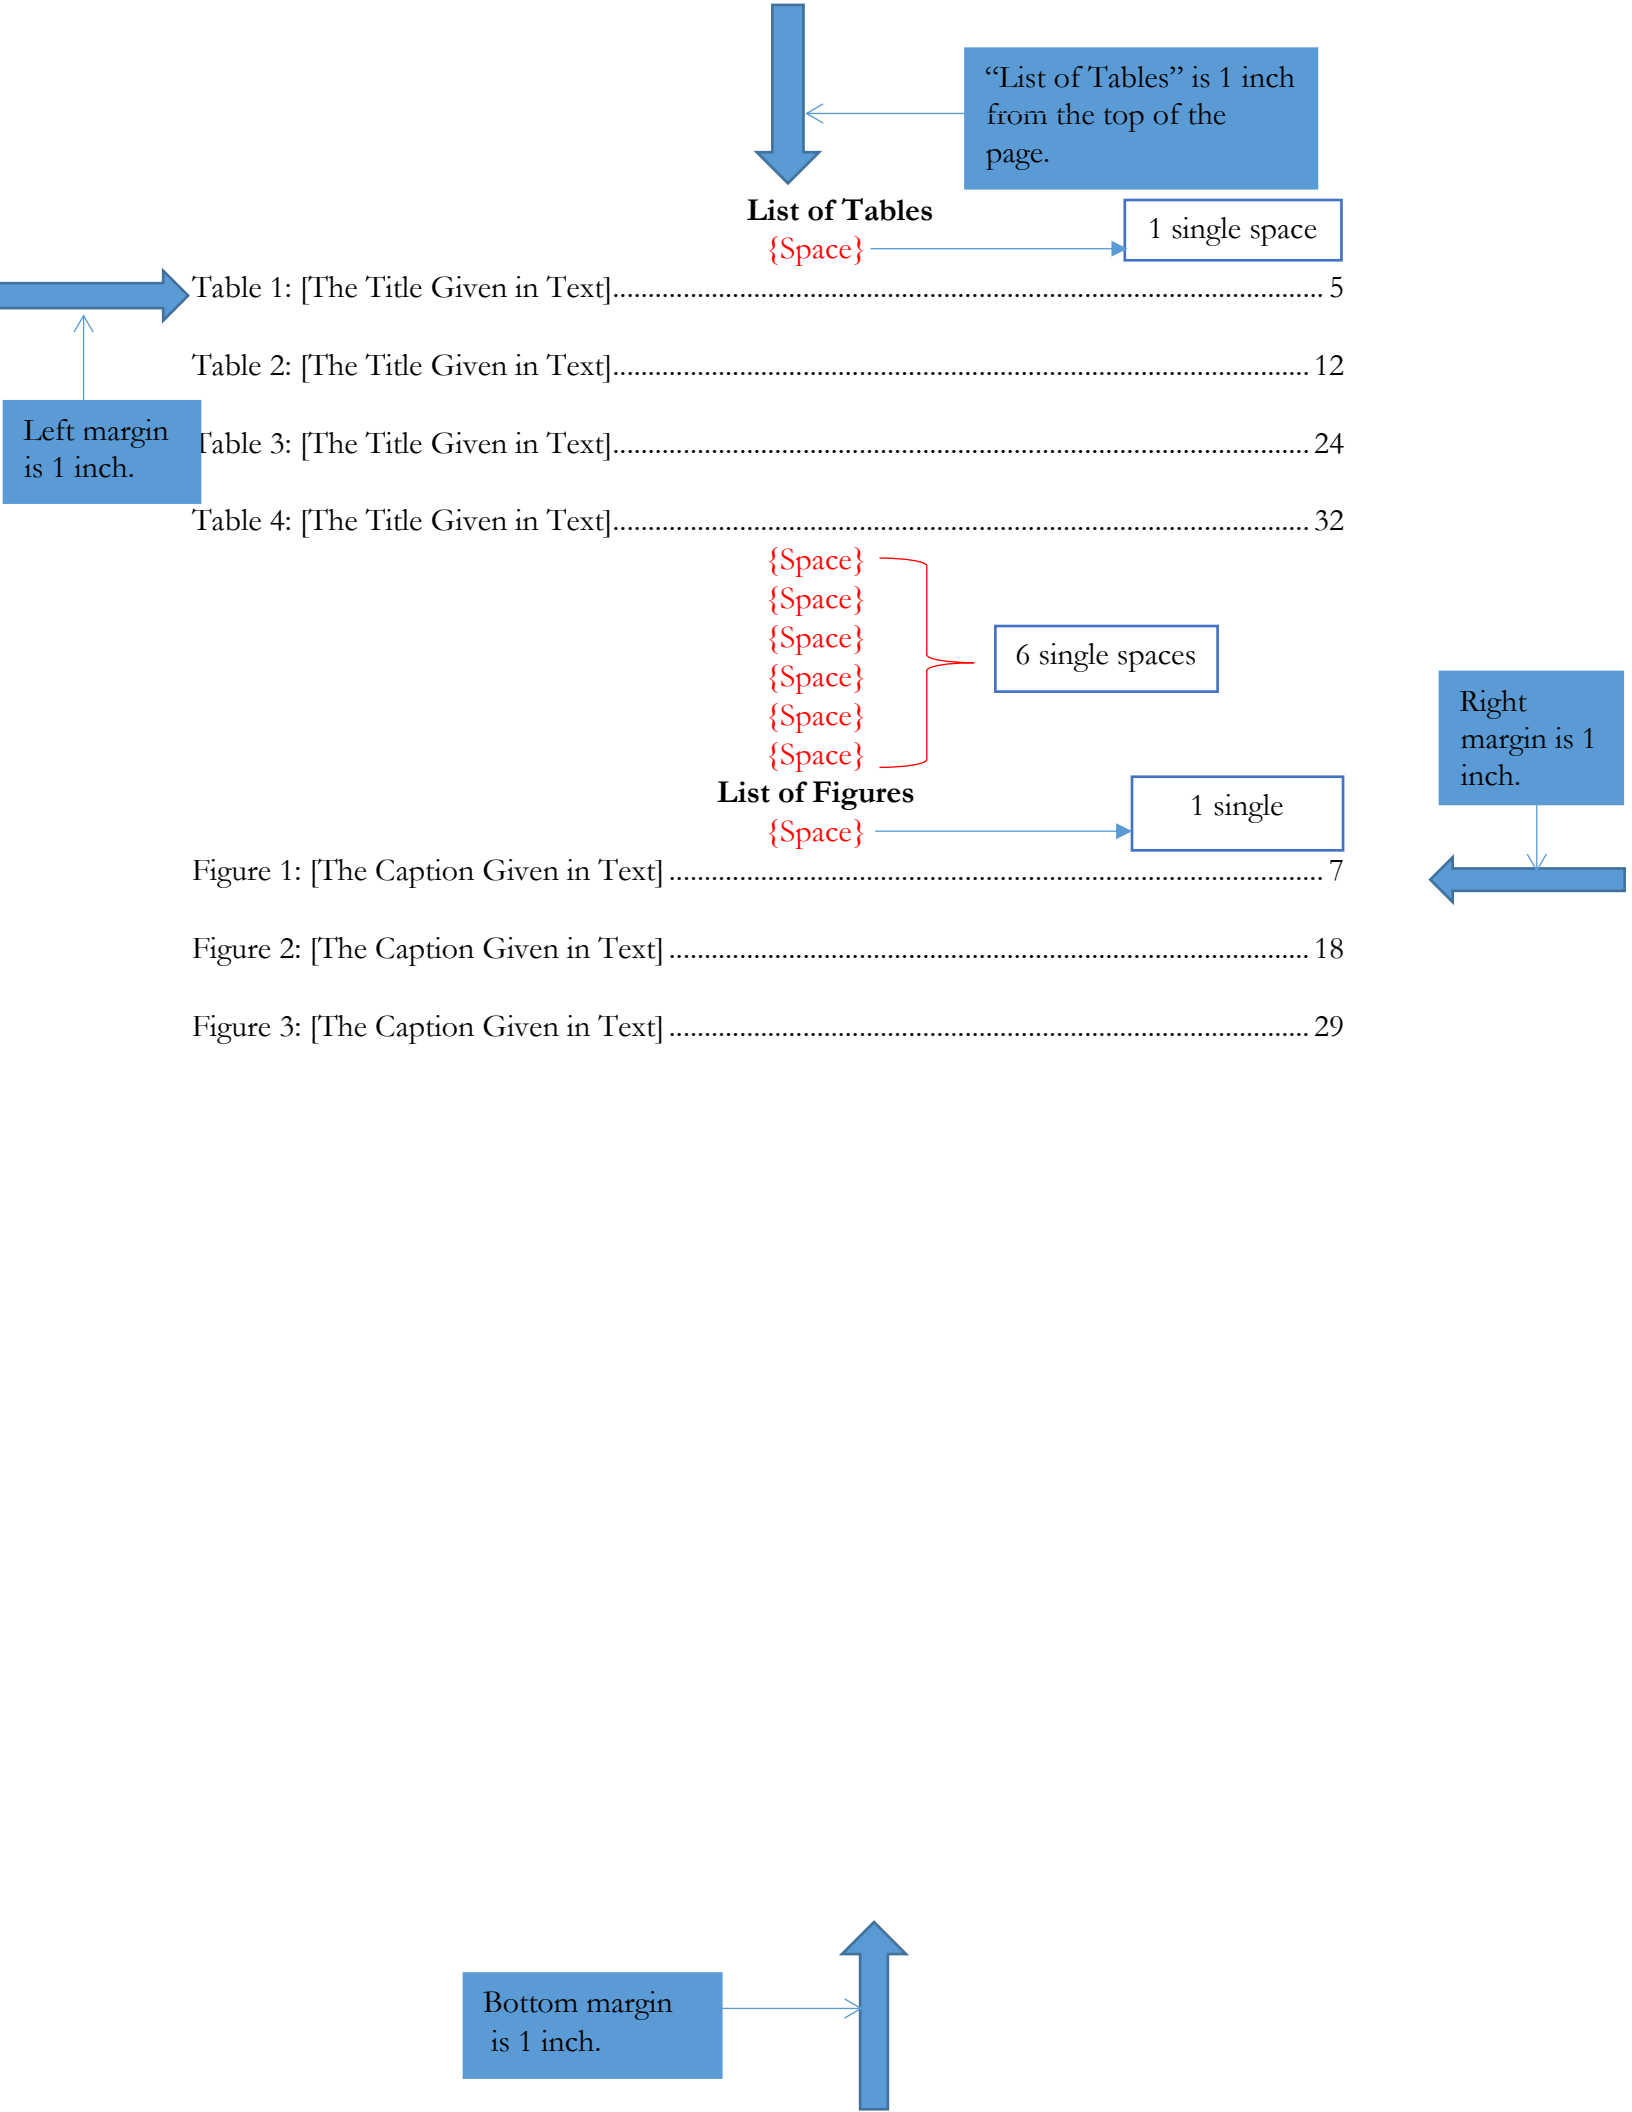 “List of Tables” is 1 inch
from the top of the
page.
List of Tables
1 single space
{Space}
Table 1: [The Title Given in Text]........................................................................................................ 5
Table 2: [The Title Given in Text]...................................................................................................... 12
Left margin
is 1 inch.
Table 3: [The Title Given in Text]...................................................................................................... 24
Table 4: [The Title Given in Text]...................................................................................................... 32
{Space}
{Space}
{Space}
6 single spaces
{Space}
{Space}
{Space}
Right
margin is 1
inch.
List of Figures
1 single
{Space}
Figure 1: [The Caption Given in Text] ................................................................................................ 7
Figure 2: [The Caption Given in Text] .............................................................................................. 18
Figure 3: [The Caption Given in Text] .............................................................................................. 29
Bottom margin
is 1 inch.